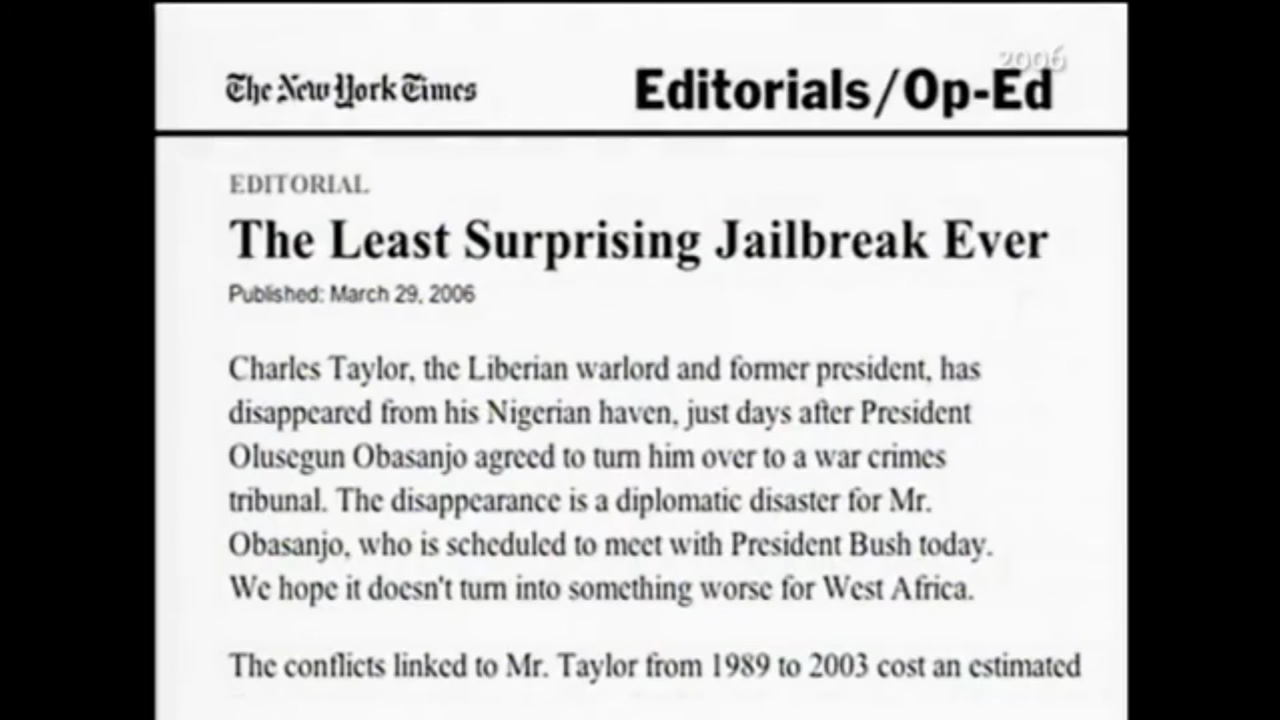 2006
The New York Times
Editorials/Op-Ed
EDITORIAL
The Least Surprising Jailbreak Ever
Published: March 29, 2006
Charles Taylor, the Liberian warlord and former president, has
disappeared from his Nigerian haven, just days after President
Olusegun Obasanjo agreed to turn him over to a war crimes
tribunal. The disappearance is a diplomatic disaster for Mr.
Obasanjo, who is scheduled to meet with President Bush today.
We hope it doesn't turn into something worse for West Africa.
The conflicts linked to Mr. Taylor from 1989 to 2003 cost an estimated